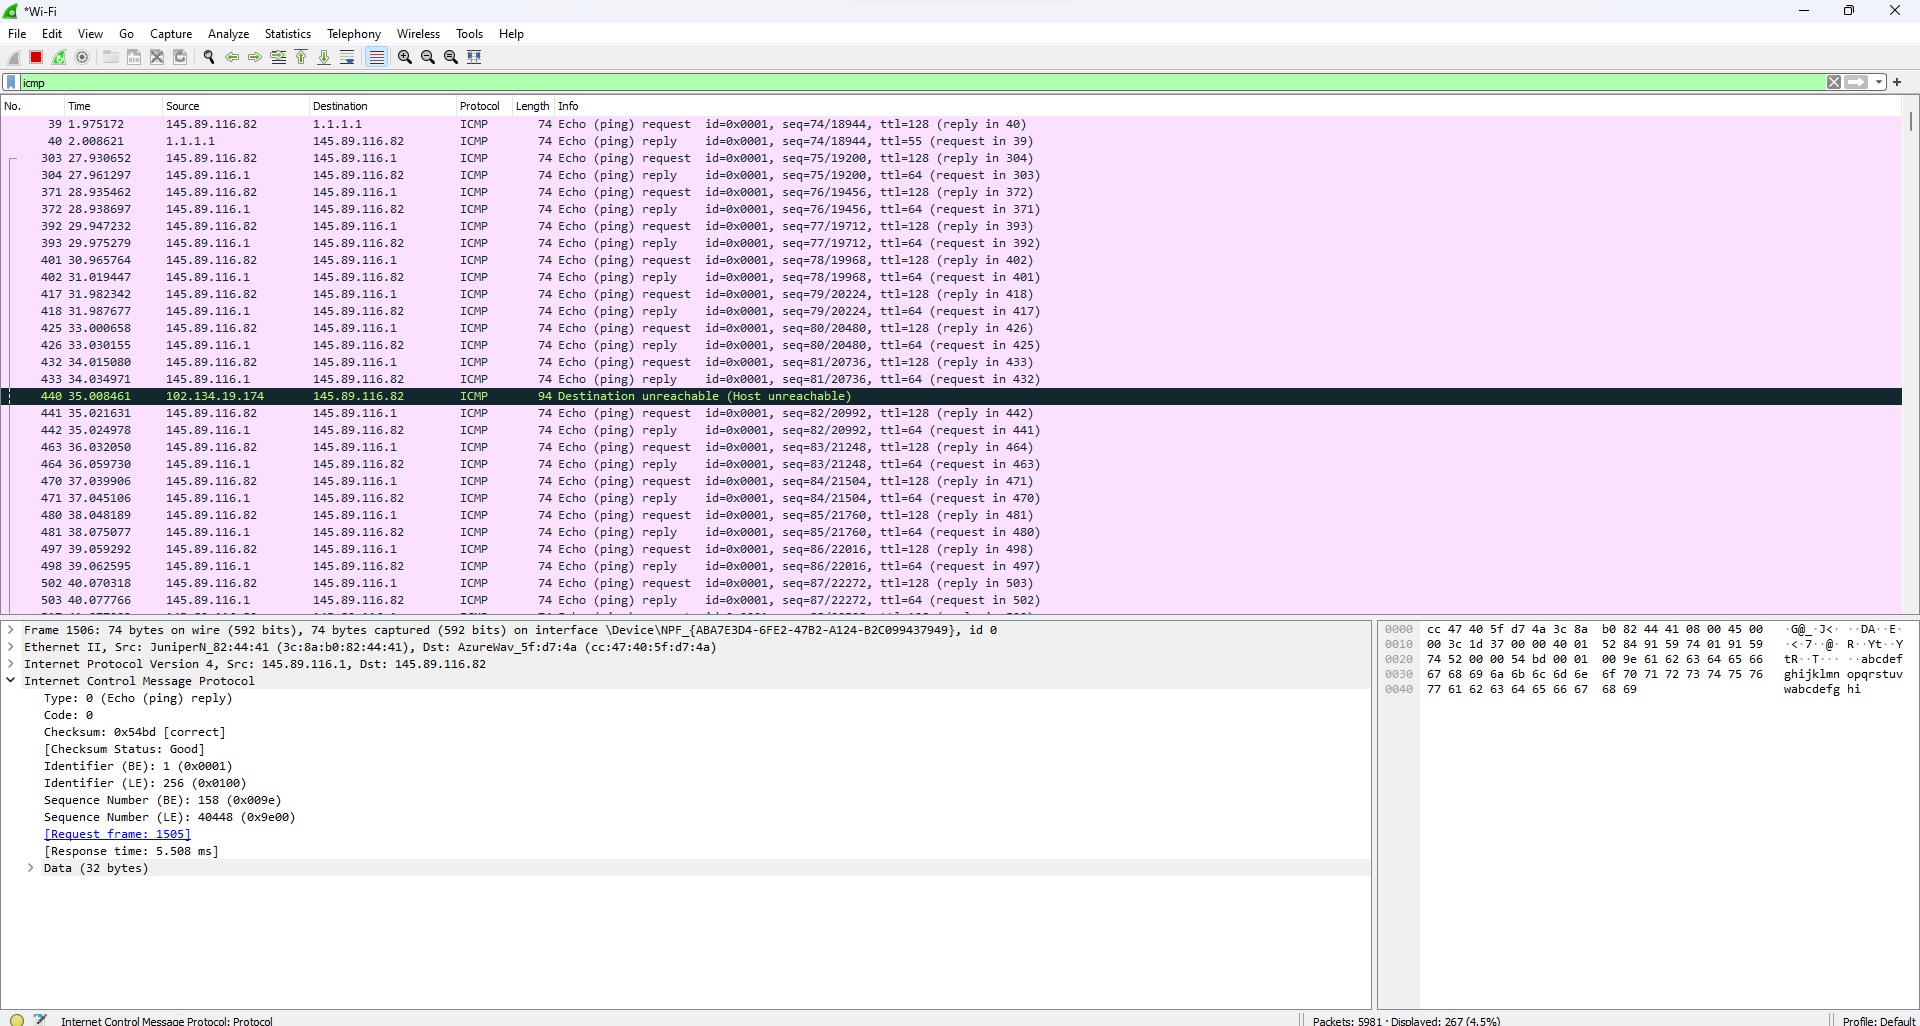 *Wi-Fi
File Edit View Go Capture Analyze Statistics Telephony Wireless Tools Help
icmp
No. Time Source Destination Protocol Length Info
39 1.975172 145.89.116.82 1.1.1.1 ICMP 74 Echo (ping) request id=0x0001, seq=74/18944, ttl=128 (reply in 40)
40 2.008621 1.1.1.1 145.89.116.82 ICMP 74 Echo (ping) reply id=0x0001, seq=74/18944, ttl=55 (request in 39)
303 27.930652 145.89.116.82 145.89.116.1 ICMP 74 Echo (ping) request id=0x0001, seq=75/19200, ttl=128 (reply in 304)
304 27.961297 145.89.116.1 145.89.116.82 ICMP 74 Echo (ping) reply id=0x0001, seq=75/19200, ttl=64 (request in 303)
371 28.935462 145.89.116.82 145.89.116.1 ICMP 74 Echo (ping) request id=0x0001, seq=76/19456, ttl=128 (reply in 372)
372 28.938697 145.89.116.1 145.89.116.82 ICMP 74 Echo (ping) reply id=0x0001, seq=76/19456, ttl=64 (request in 371)
392 29.947232 145.89.116.82 145.89.116.1 ICMP 74 Echo (ping) request id=0x0001, seq=77/19712, ttl=128 (reply in 393)
393 29.975279 145.89.116.1 145.89.116.82 ICMP 74 Echo (ping) reply id=0x0001, seq=77/19712, ttl=64 (request in 392)
401 30.965764 145.89.116.82 145.89.116.1 ICMP 74 Echo (ping) request id=0x0001, seq=78/19968, ttl=128 (reply in 402)
402 31.019447 145.89.116.1 145.89.116.82 ICMP 74 Echo (ping) reply id=0x0001, seq=78/19968, ttl=64 (request in 401)
417 31.982342 145.89.116.82 145.89.116.1 ICMP 74 Echo (ping) request id=0x0001, seq=79/20224, ttl=128 (reply in 418)
418 31.987677 145.89.116.1 145.89.116.82 ICMP 74 Echo (ping) reply id=0x0001, seq=79/20224, ttl=64 (request in 417)
425 33.000658 145.89.116.82 145.89.116.1 ICMP 74 Echo (ping) request id=0x0001, seq=80/20480, ttl=128 (reply in 426)
426 33.030155 145.89.116.1 145.89.116.82 ICMP 74 Echo (ping) reply id=0x0001, seq=80/20480, ttl=64 (request in 425)
432 34.015080 145.89.116.82 145.89.116.1 ICMP 74 Echo (ping) request id=0x0001, seq=81/20736, ttl=128 (reply in 433)
433 34.034971 145.89.116.1 145.89.116.82 ICMP 74 Echo (ping) reply id=0x0001, seq=81/20736, ttl=64 (request in 432)
440 35.008461 102.134.19.174 145.89.116.82 ICMP 94 Destination unreachable (Host unreachable)
441 35.021631 145.89.116.82 145.89.116.1 ICMP 74 Echo (ping) request id=0x0001, seq=82/20992, ttl=128 (reply in 442)
442 35.024978 145.89.116.1 145.89.116.82 ICMP 74 Echo (ping) reply id=0x0001, seq=82/20992, ttl=64 (request in 441)
463 36.032050 145.89.116.82 145.89.116.1 ICMP 74 Echo (ping) request id=0x0001, seq=83/21248, ttl=128 (reply in 464)
464 36.059730 145.89.116.1 145.89.116.82 ICMP 74 Echo (ping) reply id=0x0001, seq=83/21248, ttl=64 (request in 463)
470 37.039906 145.89.116.82 145.89.116.1 ICMP 74 Echo (ping) request id=0x0001, seq=84/21504, ttl=128 (reply in 471)
471 37.045106 145.89.116.1 145.89.116.82 ICMP 74 Echo (ping) reply id=0x0001, seq=84/21504, ttl=64 (request in 470)
480 38.048189 145.89.116.82 145.89.116.1 ICMP 74 Echo (ping) request id=0x0001, seq=85/21760, ttl=128 (reply in 481)
481 38.075077 145.89.116.1 145.89.116.82 ICMP 74 Echo (ping) reply id=0x0001, seq=85/21760, ttl=64 (request in 480)
497 39.059292 145.89.116.82 145.89.116.1 ICMP 74 Echo (ping) request id=0x0001, seq=86/22016, ttl=128 (reply in 498)
498 39.062595 145.89.116.1 145.89.116.82 ICMP 74 Echo (ping) reply id=0x0001, seq=86/22016, ttl=64 (request in 497)
502 40.070318 145.89.116.82 145.89.116.1 ICMP 74 Echo (ping) request id=0x0001, seq=87/22272, ttl=128 (reply in 503)
503 40.077766 145.89.116.1 145.89.116.82 ICMP 74 Echo (ping) reply id=0x0001, seq=87/22272, ttl=64 (request in 502)
Frame 1506: 74 bytes on wire (592 bits), 74 bytes captured (592 bits) on interface \Device\NPF_{ABA7E3D4-6FE2-47B2-A124-B2C099437949}, id 0
Ethernet II, Src: JuniperN_82:44:41 (3c:8a:b0:82:44:41), Dst: AzureWav_5f:d7:4a (cc:47:40:5f:d7:4a)
Internet Protocol Version 4, Src: 145.89.116.1, Dst: 145.89.116.82
Internet Control Message Protocol
Type: 0 (Echo (ping) reply)
Code: 0
Checksum: 0x54bd [correct]
[Checksum Status: Good]
Identifier (BE): 1 (0x0001)
Identifier (LE): 256 (0x0100)
Sequence Number (BE): 158 (0x009e)
Sequence Number (LE): 40448 (0x9e00)
[Request frame: 1505]
[Response time: 5.508 ms]
Data (32 bytes)
0000 cc 47 40 5f d7 4a 3c 8a b0 82 44 41 08 00 45 00 ·G@_·J<· ··DA··E·
0010 00 3c 1d 37 00 00 40 01 52 84 91 59 74 01 91 59 ·<·7··@· R··Yt··Y
0020 74 52 00 00 54 bd 00 01 00 9e 61 62 63 64 65 66 tR··T··· ··abcdef
0030 67 68 69 6a 6b 6c 6d 6e 6f 70 71 72 73 74 75 76 ghijklmn opqrstuv
0040 77 61 62 63 64 65 66 67 68 69 wabcdefg hi
Internet Control Message Protocol: Protocol
Packets: 5981 · Displayed: 267 (4.5%)
Profile: Default